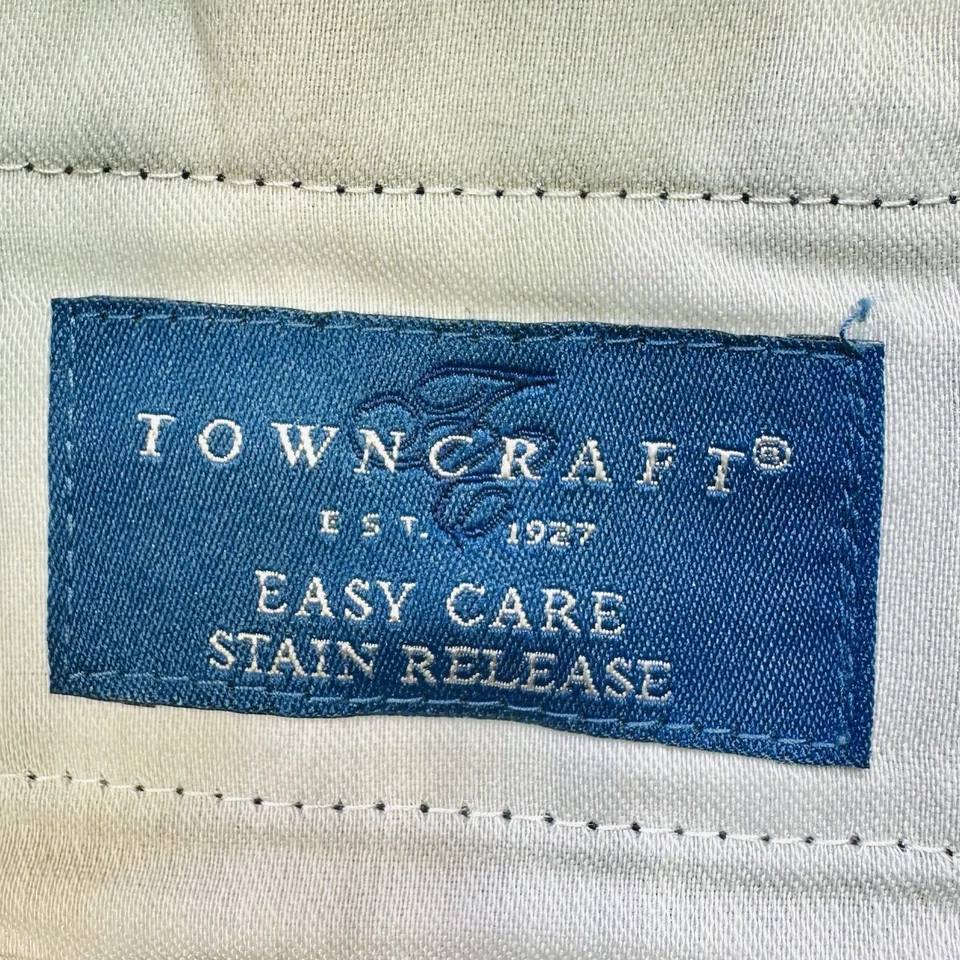 TOWNCRAFT®
EST. 1927
EASY CARE
STAIN RELEASE